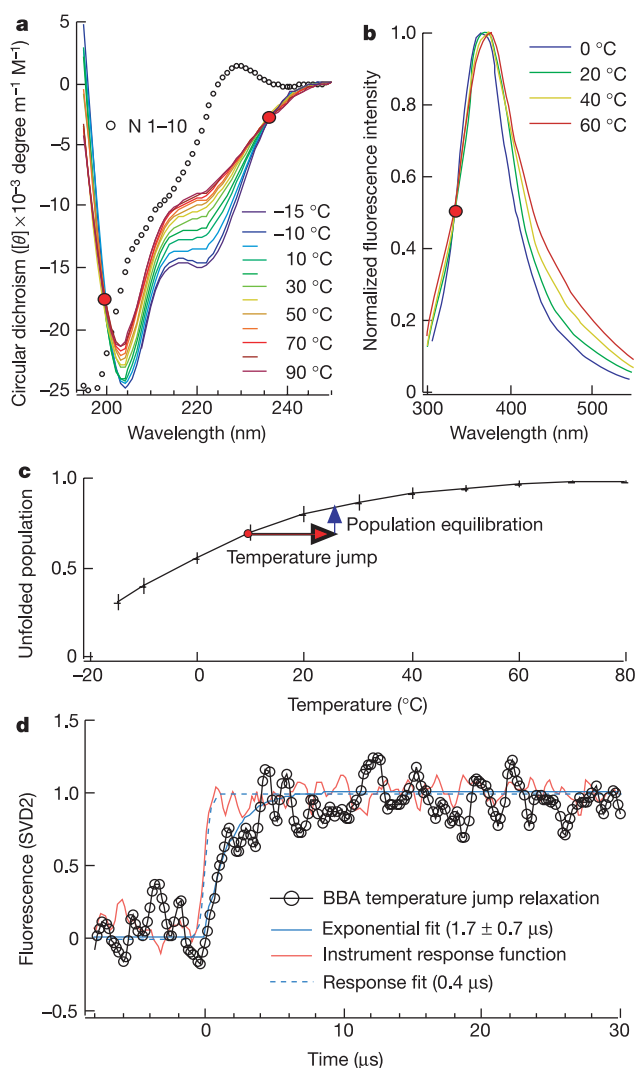 a
Circular dichroism ([θ] × 10⁻³ degree m⁻¹ M⁻¹)
5
0
−5
−10
−15
−20
−25
N 1–10
−15 °C
−10 °C
10 °C
30 °C
50 °C
70 °C
90 °C
200
220
240
Wavelength (nm)
b
Normalized fluorescence intensity
1.0
0.8
0.6
0.4
0.2
0 °C
20 °C
40 °C
60 °C
300
400
500
Wavelength (nm)
c
Unfolded population
1.0
0.5
0
Population equilibration
Temperature jump
−20
0
20
40
60
80
Temperature (°C)
d
Fluorescence (SVD2)
1.5
1.0
0.5
0
−0.5
BBA temperature jump relaxation
Exponential fit (1.7 ± 0.7 μs)
Instrument response function
Response fit (0.4 μs)
0
10
20
30
Time (μs)